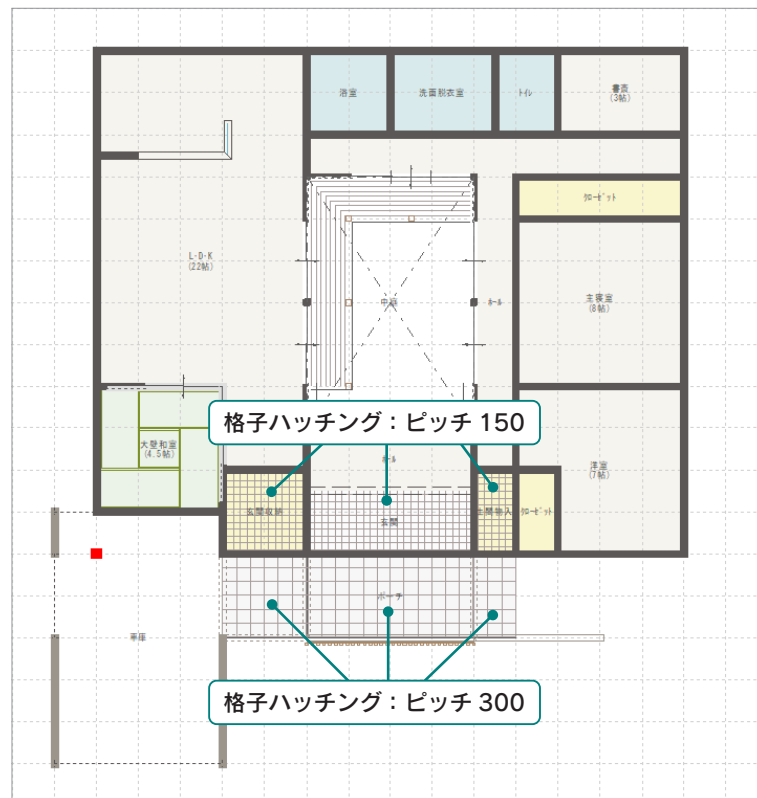 浴室
洗面脱衣室
トイレ
書斎
(3帖)
クローゼット
L・D・K
(22帖)
中庭
ホール
主寝室
(8帖)
格子ハッチング：ピッチ 150
大壁和室
(4.5帖)
ホール
洋室
(7帖)
玄関収納
玄関
土間物入
クローゼット
ポーチ
車庫
格子ハッチング：ピッチ 300